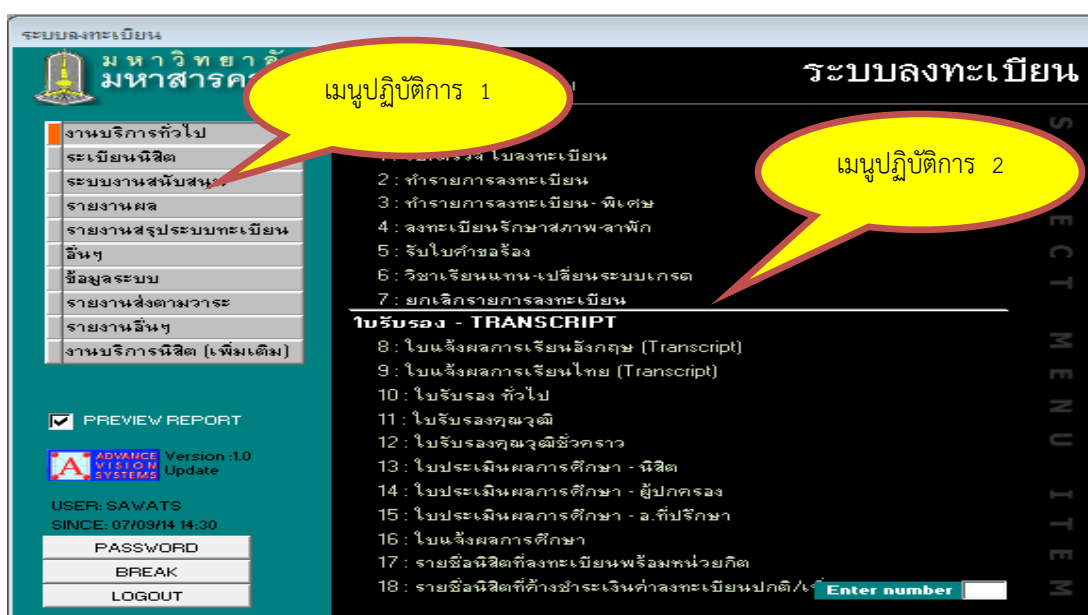 ระบบลงทะเบียน
มหาวิทยาลั
มหาสารคา
ระบบลงทะเบียน
เมนูปฏิบัติการ 1
เมนูปฏิบัติการ 2
งานบริการทั่วไป
ระเบียนนิสิต
ระบบงานสนับสนุน
รายงานผล
รายงานสรุประบบทะเบียน
อื่นๆ
ข้อมูลระบบ
รายงานส่งตามวาระ
รายงานอื่นๆ
งานบริการนิสิต (เพิ่มเติม)
PREVIEW REPORT
ADVANCE VISION SYSTEMS
Version :1.0
Update
USER: SAWATS
SINCE: 07/09/14 14:30
PASSWORD
BREAK
LOGOUT
ใบลงทะเบียน
2 : ทำรายการลงทะเบียน
3 : ทำรายการลงทะเบียน- พิเศษ
4 : ลงทะเบียนรักษาสภาพ-ลาพัก
5 : รับใบคำขอร้อง
6 : วิชาเรียนแทน-เปลี่ยนระบบเกรด
7 : ยกเลิกรายการลงทะเบียน
ใบรับรอง - TRANSCRIPT
8 : ใบแจ้งผลการเรียนอังกฤษ (Transcript)
9 : ใบแจ้งผลการเรียนไทย (Transcript)
10 : ใบรับรอง ทั่วไป
11 : ใบรับรองคุณวุฒิ
12 : ใบรับรองคุณวุฒิชั่วคราว
13 : ใบประเมินผลการศึกษา - นิสิต
14 : ใบประเมินผลการศึกษา - ผู้ปกครอง
15 : ใบประเมินผลการศึกษา - อ.ที่ปรึกษา
16 : ใบแจ้งผลการศึกษา
17 : รายชื่อนิสิตที่ลงทะเบียนพร้อมหน่วยกิต
18 : รายชื่อนิสิตที่ค้างชำระเงินค่าลงทะเบียนปกติ/
Enter number
S E C T M E N U I T E M